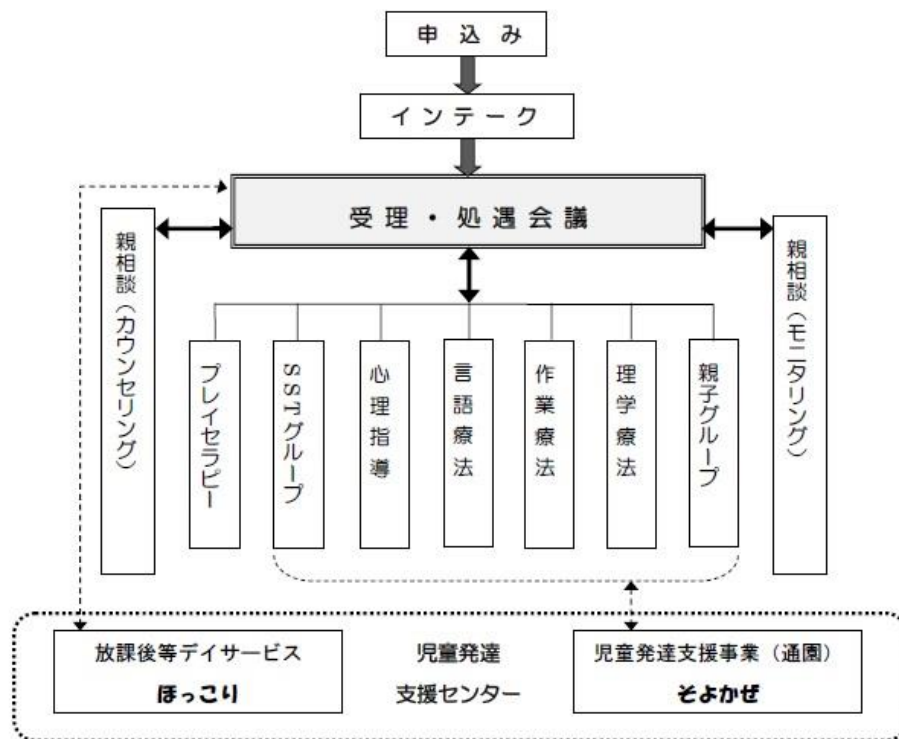 申込み
インテーク
受理・処遇会議
親相談（カウンセリング）
プレイセラピー
SSTグループ
心理指導
言語療法
作業療法
理学療法
親子グループ
親相談（モニタリング）
放課後等デイサービス
ほっこり
児童発達
支援センター
児童発達支援事業（通園）
そよかぜ